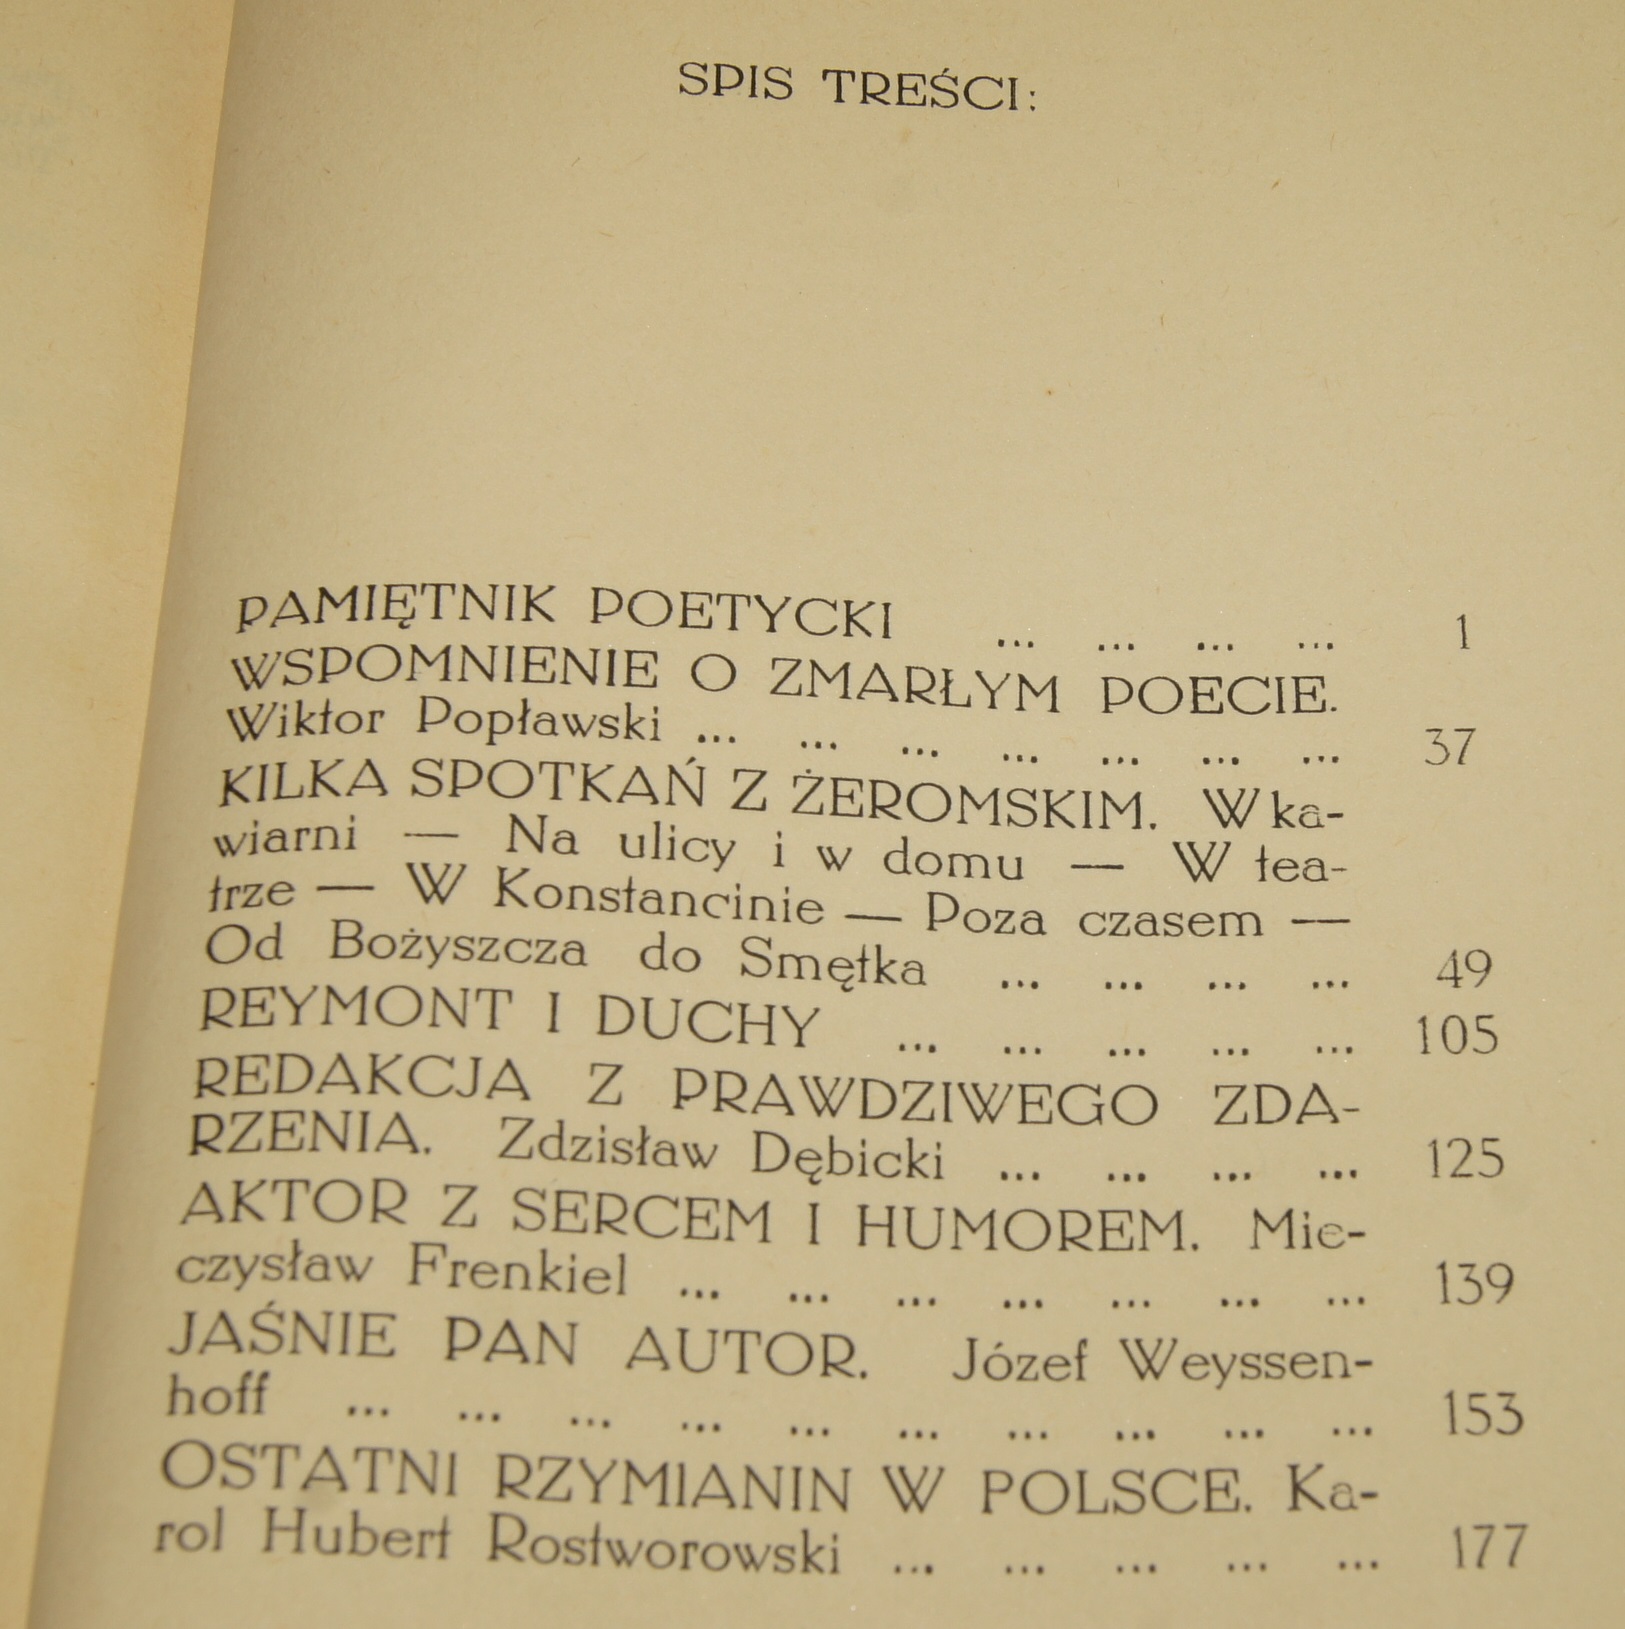 SPIS TREŚCI:
PAMIĘTNIK POETYCKI ... ... ... ... 1
WSPOMNIENIE O ZMARŁYM POECIE.
Wiktor Popławski ... ... ... ... ... ... ... 37
KILKA SPOTKAŃ Z ŻEROMSKIM. W ka-
wiarni — Na ulicy i w domu — W tea-
trze — W Konstancinie — Poza czasem —
Od Bożyszcza do Smętka ... ... ... ... 49
REYMONT I DUCHY ... ... ... ... ... 105
REDAKCJA Z PRAWDZIWEGO ZDA-
RZENIA. Zdzisław Dębicki ... ... ... ... 125
AKTOR Z SERCEM I HUMOREM. Mie-
czysław Frenkiel ... ... ... ... ... ... ... 139
JAŚNIE PAN AUTOR. Józef Weyssen-
hoff ... ... ... ... ... ... ... ... ... ... 153
OSTATNI RZYMIANIN W POLSCE. Ka-
rol Hubert Rostworowski ... ... ... ... ... 177